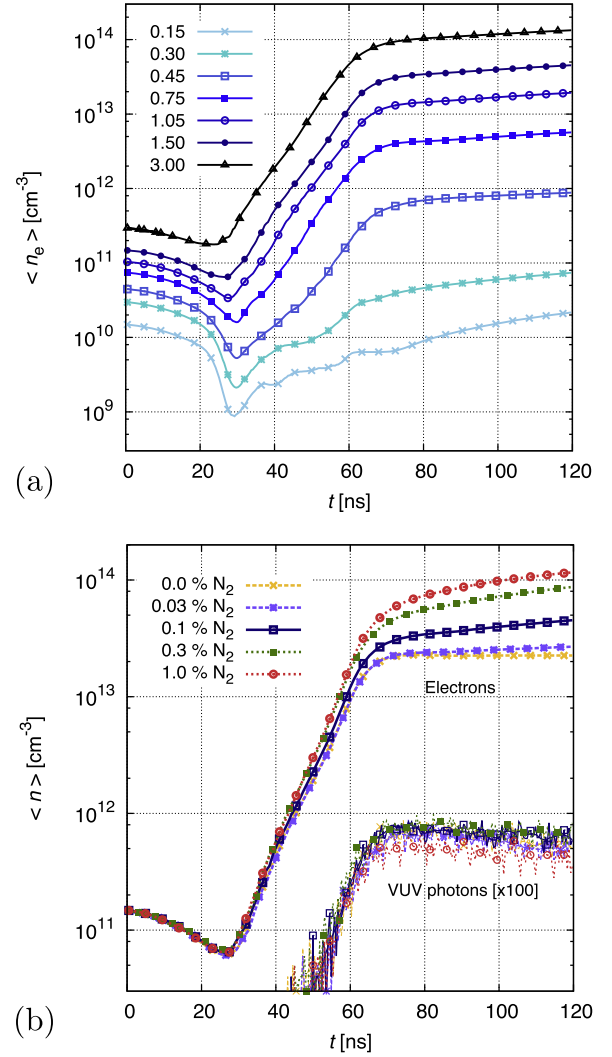 10^14
10^13
10^12
10^11
10^10
10^9
< n_e > [cm^-3]
0.15
0.30
0.45
0.75
1.05
1.50
3.00
0 20 40 60 80 100 120
t [ns]
(a)
10^14
10^13
10^12
10^11
< n > [cm^-3]
0.0 % N_2
0.03 % N_2
0.1 % N_2
0.3 % N_2
1.0 % N_2
Electrons
VUV photons [x100]
0 20 40 60 80 100 120
t [ns]
(b)